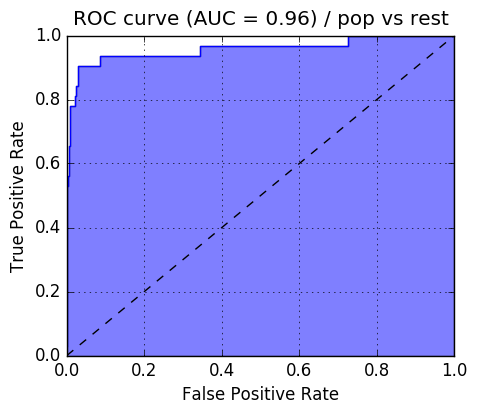 ROC curve (AUC = 0.96) / pop vs rest
1.0
0.8
0.6
0.4
0.2
0.0
True Positive Rate
0.0 0.2 0.4 0.6 0.8 1.0
False Positive Rate